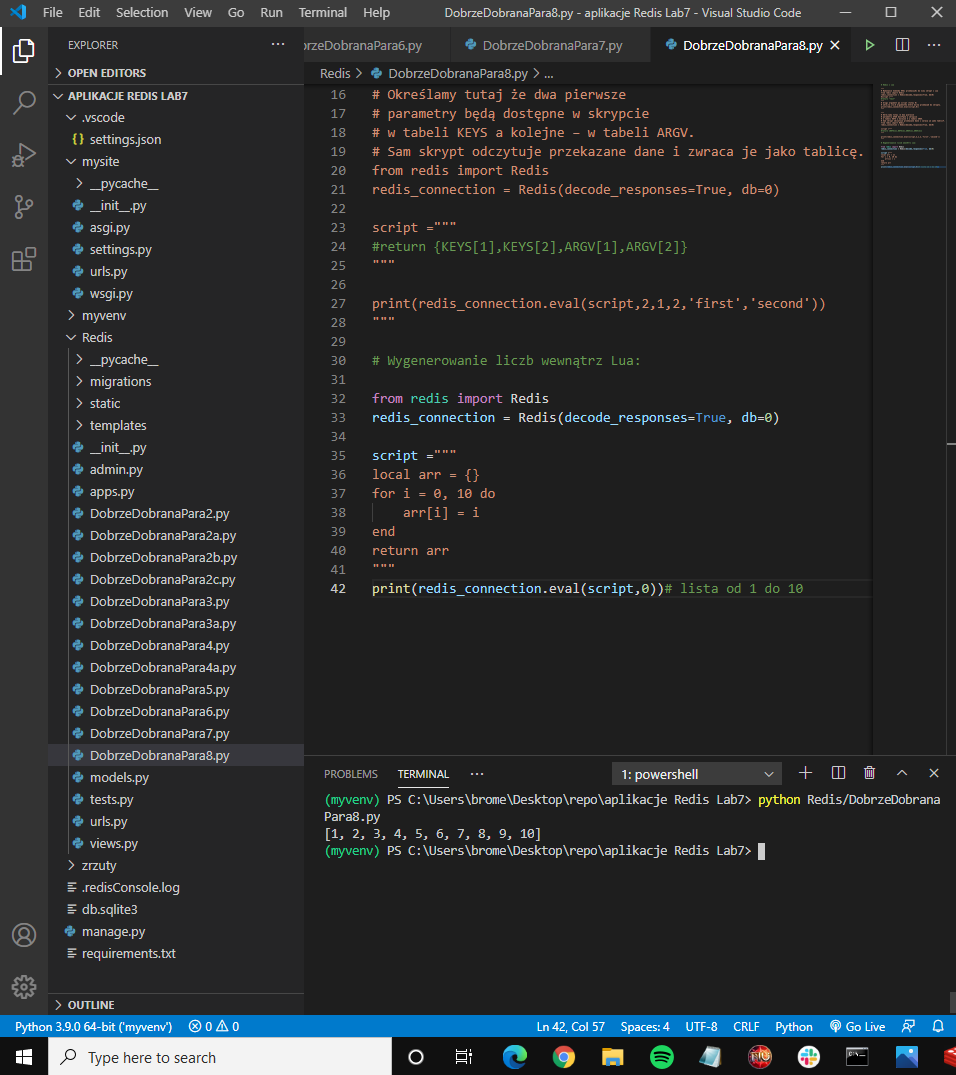 File Edit Selection View Go Run Terminal Help DobrzeDobranaPara8.py - aplikacje Redis Lab7 - Visual Studio Code
EXPLORER
OPEN EDITORS
APLIKACJE REDIS LAB7
.vscode
{} settings.json
mysite
__pycache__
__init__.py
asgi.py
settings.py
urls.py
wsgi.py
myvenv
Redis
__pycache__
migrations
static
templates
__init__.py
admin.py
apps.py
DobrzeDobranaPara2.py
DobrzeDobranaPara2a.py
DobrzeDobranaPara2b.py
DobrzeDobranaPara2c.py
DobrzeDobranaPara3.py
DobrzeDobranaPara3a.py
DobrzeDobranaPara4.py
DobrzeDobranaPara4a.py
DobrzeDobranaPara5.py
DobrzeDobranaPara6.py
DobrzeDobranaPara7.py
DobrzeDobranaPara8.py
models.py
tests.py
urls.py
views.py
zrzuty
.redisConsole.log
db.sqlite3
manage.py
requirements.txt
OUTLINE
rzeDobranaPara6.py DobrzeDobranaPara7.py DobrzeDobranaPara8.py
Redis > DobrzeDobranaPara8.py > ...
16 # Określamy tutaj że dwa pierwsze
17 # parametry będą dostępne w skrypcie
18 # w tabeli KEYS a kolejne – w tabeli ARGV.
19 # Sam skrypt odczytuje przekazane dane i zwraca je jako tablicę.
20 from redis import Redis
21 redis_connection = Redis(decode_responses=True, db=0)
22
23 script ="""
24 #return {KEYS[1],KEYS[2],ARGV[1],ARGV[2]}
25 """
26
27 print(redis_connection.eval(script,2,1,2,'first','second'))
28 """
29
30 # Wygenerowanie liczb wewnątrz Lua:
31
32 from redis import Redis
33 redis_connection = Redis(decode_responses=True, db=0)
34
35 script ="""
36 local arr = {}
37 for i = 0, 10 do
38 arr[i] = i
39 end
40 return arr
41 """
42 print(redis_connection.eval(script,0))# lista od 1 do 10
PROBLEMS TERMINAL ... 1: powershell
(myvenv) PS C:\Users\brome\Desktop\repo\aplikacje Redis Lab7> python Redis/DobrzeDobrana
Para8.py
[1, 2, 3, 4, 5, 6, 7, 8, 9, 10]
(myvenv) PS C:\Users\brome\Desktop\repo\aplikacje Redis Lab7>
Python 3.9.0 64-bit ('myvenv') 0 0 Ln 42, Col 57 Spaces: 4 UTF-8 CRLF Python Go Live
Type here to search